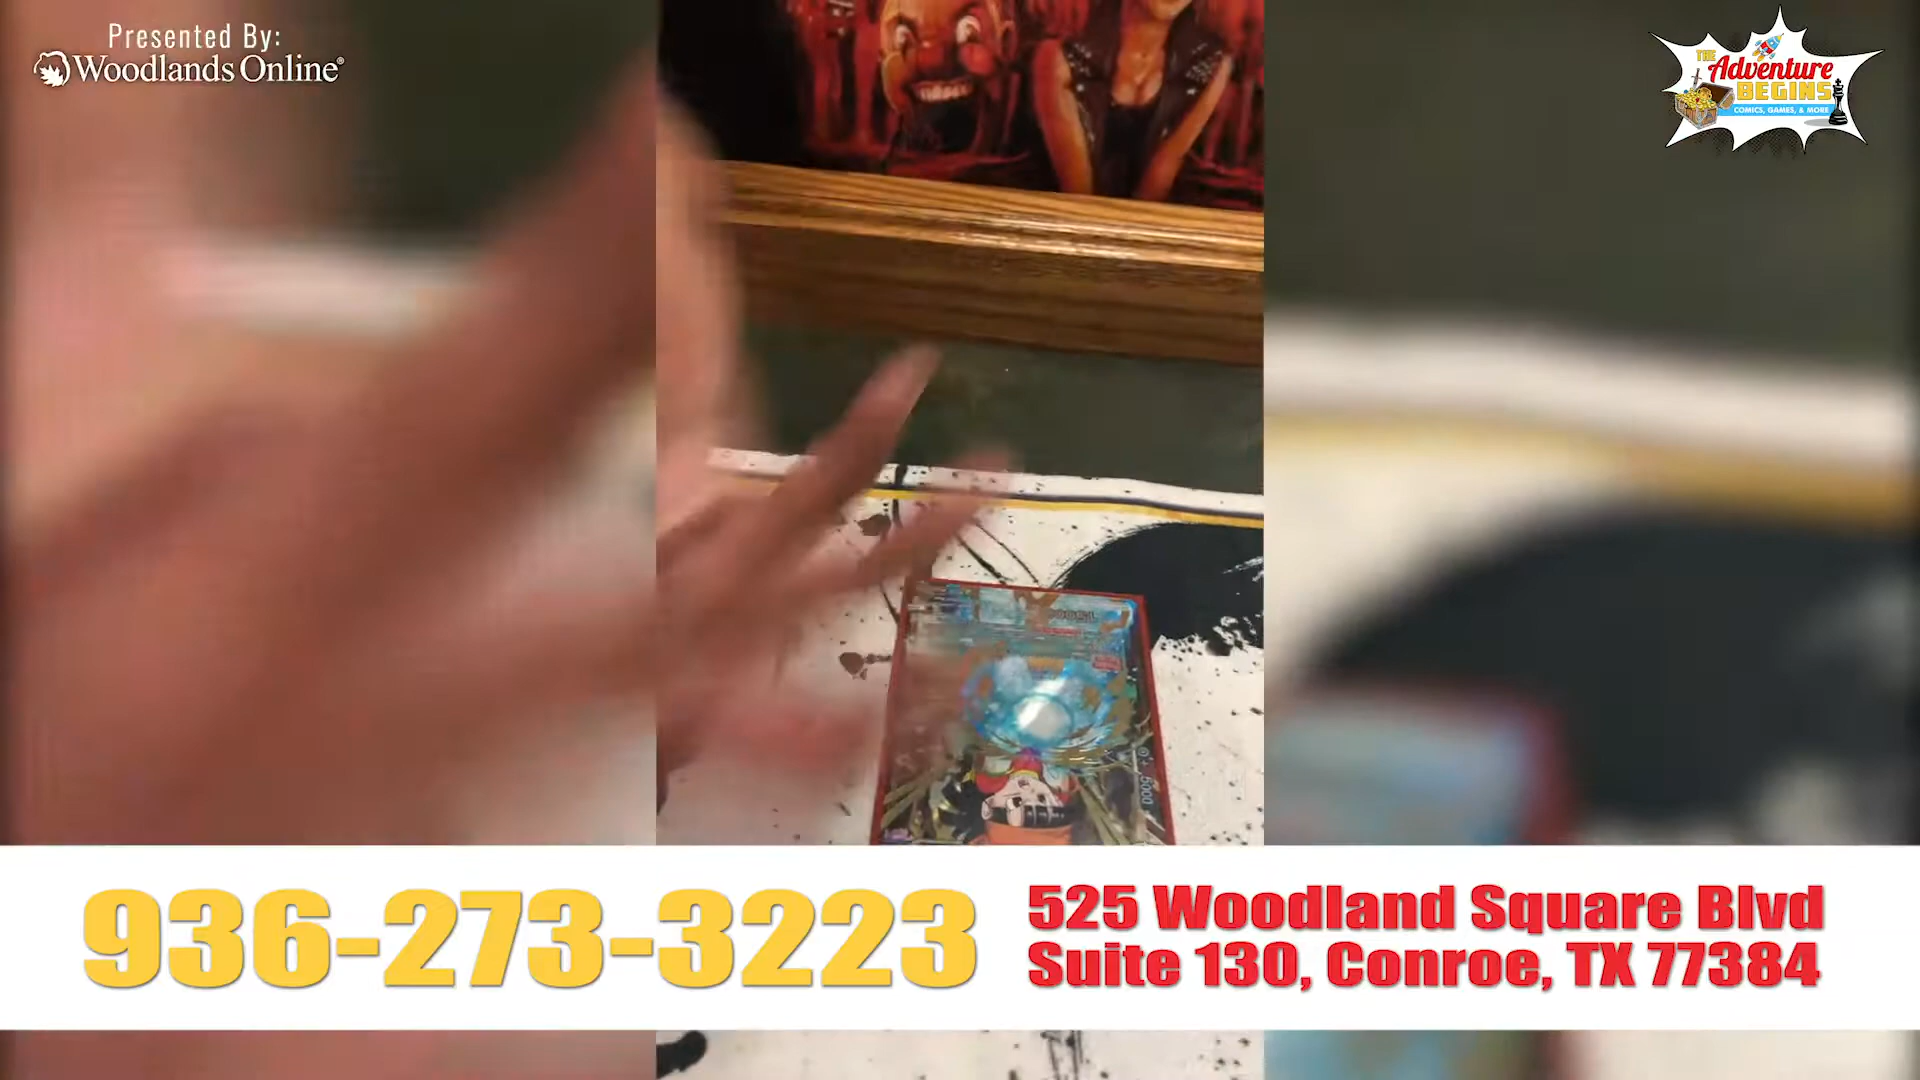 Presented By:
Woodlands Online®
THE
Adventure
BEGINS
COMICS, GAMES, & MORE
936-273-3223
525 Woodland Square Blvd
Suite 130, Conroe, TX 77384